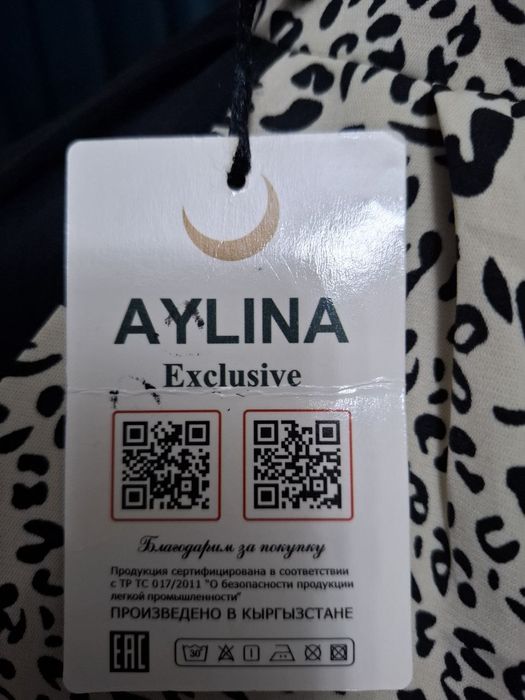 AYLINA
Exclusive
Благодарим за покупку
Продукция сертифицирована в соответствии
с ТР ТС 017/2011 "О безопасности продукции
легкой промышленности"
ПРОИЗВЕДЕНО В КЫРГЫЗСТАНЕ
EAC 30